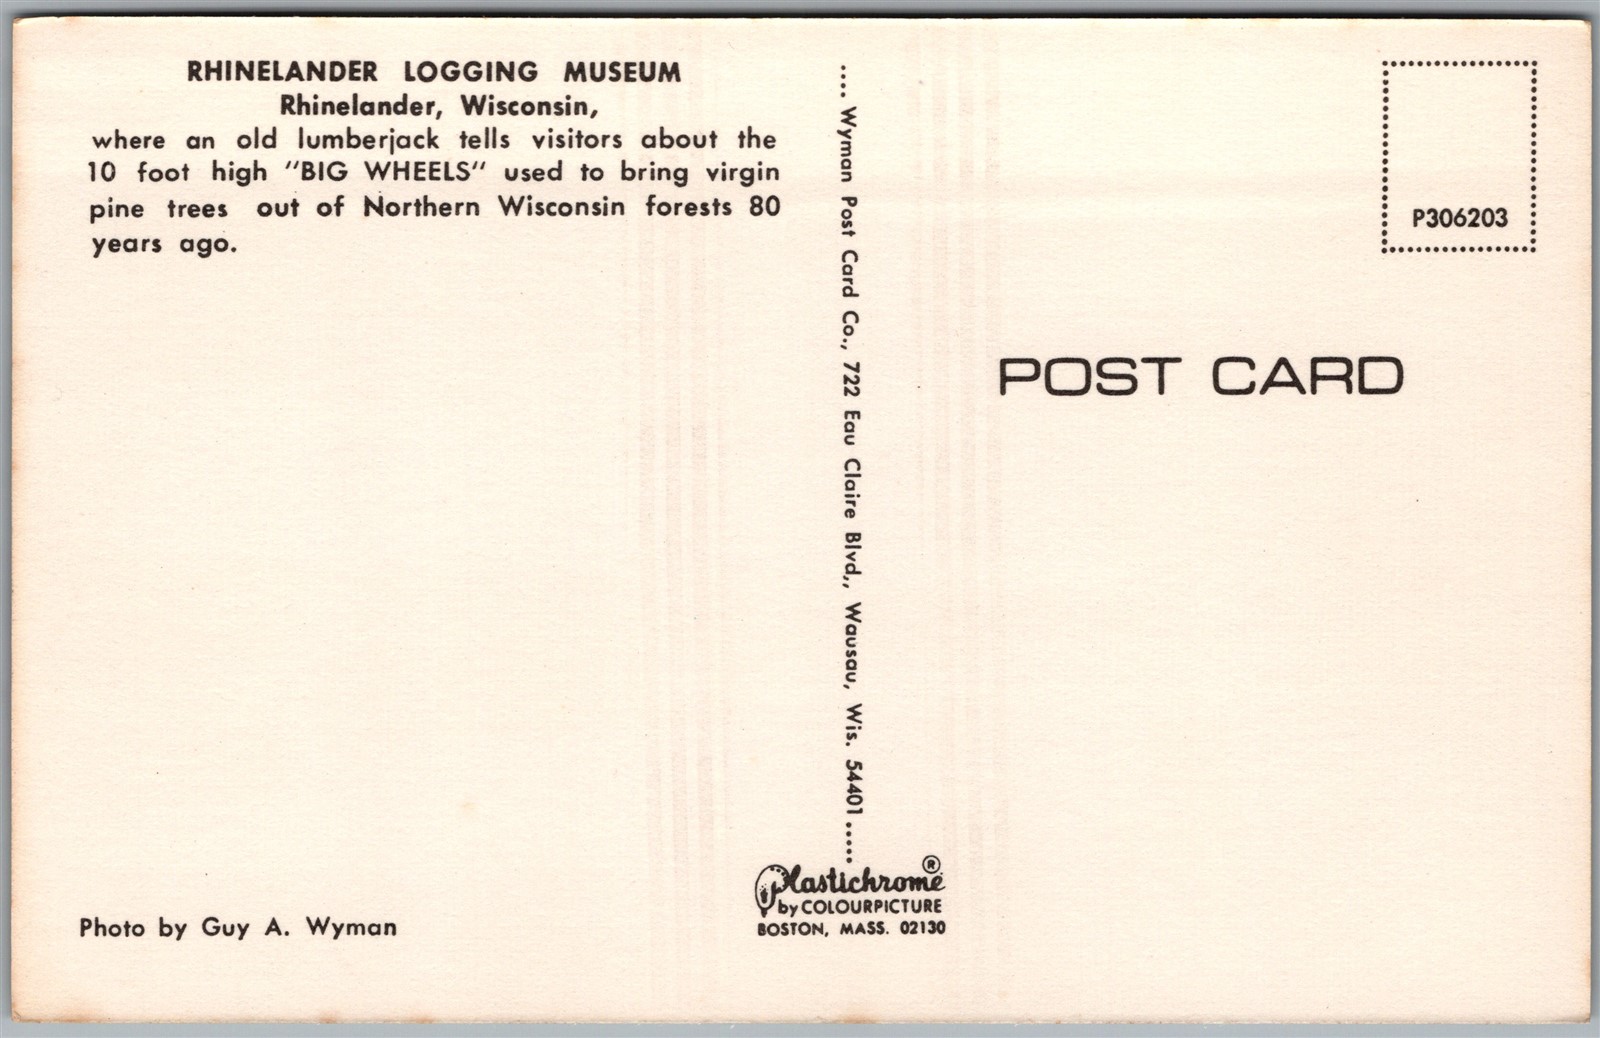 RHINELANDER LOGGING MUSEUM
Rhinelander, Wisconsin,
where an old lumberjack tells visitors about the
10 foot high "BIG WHEELS" used to bring virgin
pine trees out of Northern Wisconsin forests 80
years ago.
Photo by Guy A. Wyman
.... Wyman Post Card Co., 722 Eau Claire Blvd,, Wausau, Wis. 54401 ......
Plastichrome ®
by COLOURPICTURE
BOSTON, MASS. 02130
P306203
POST CARD